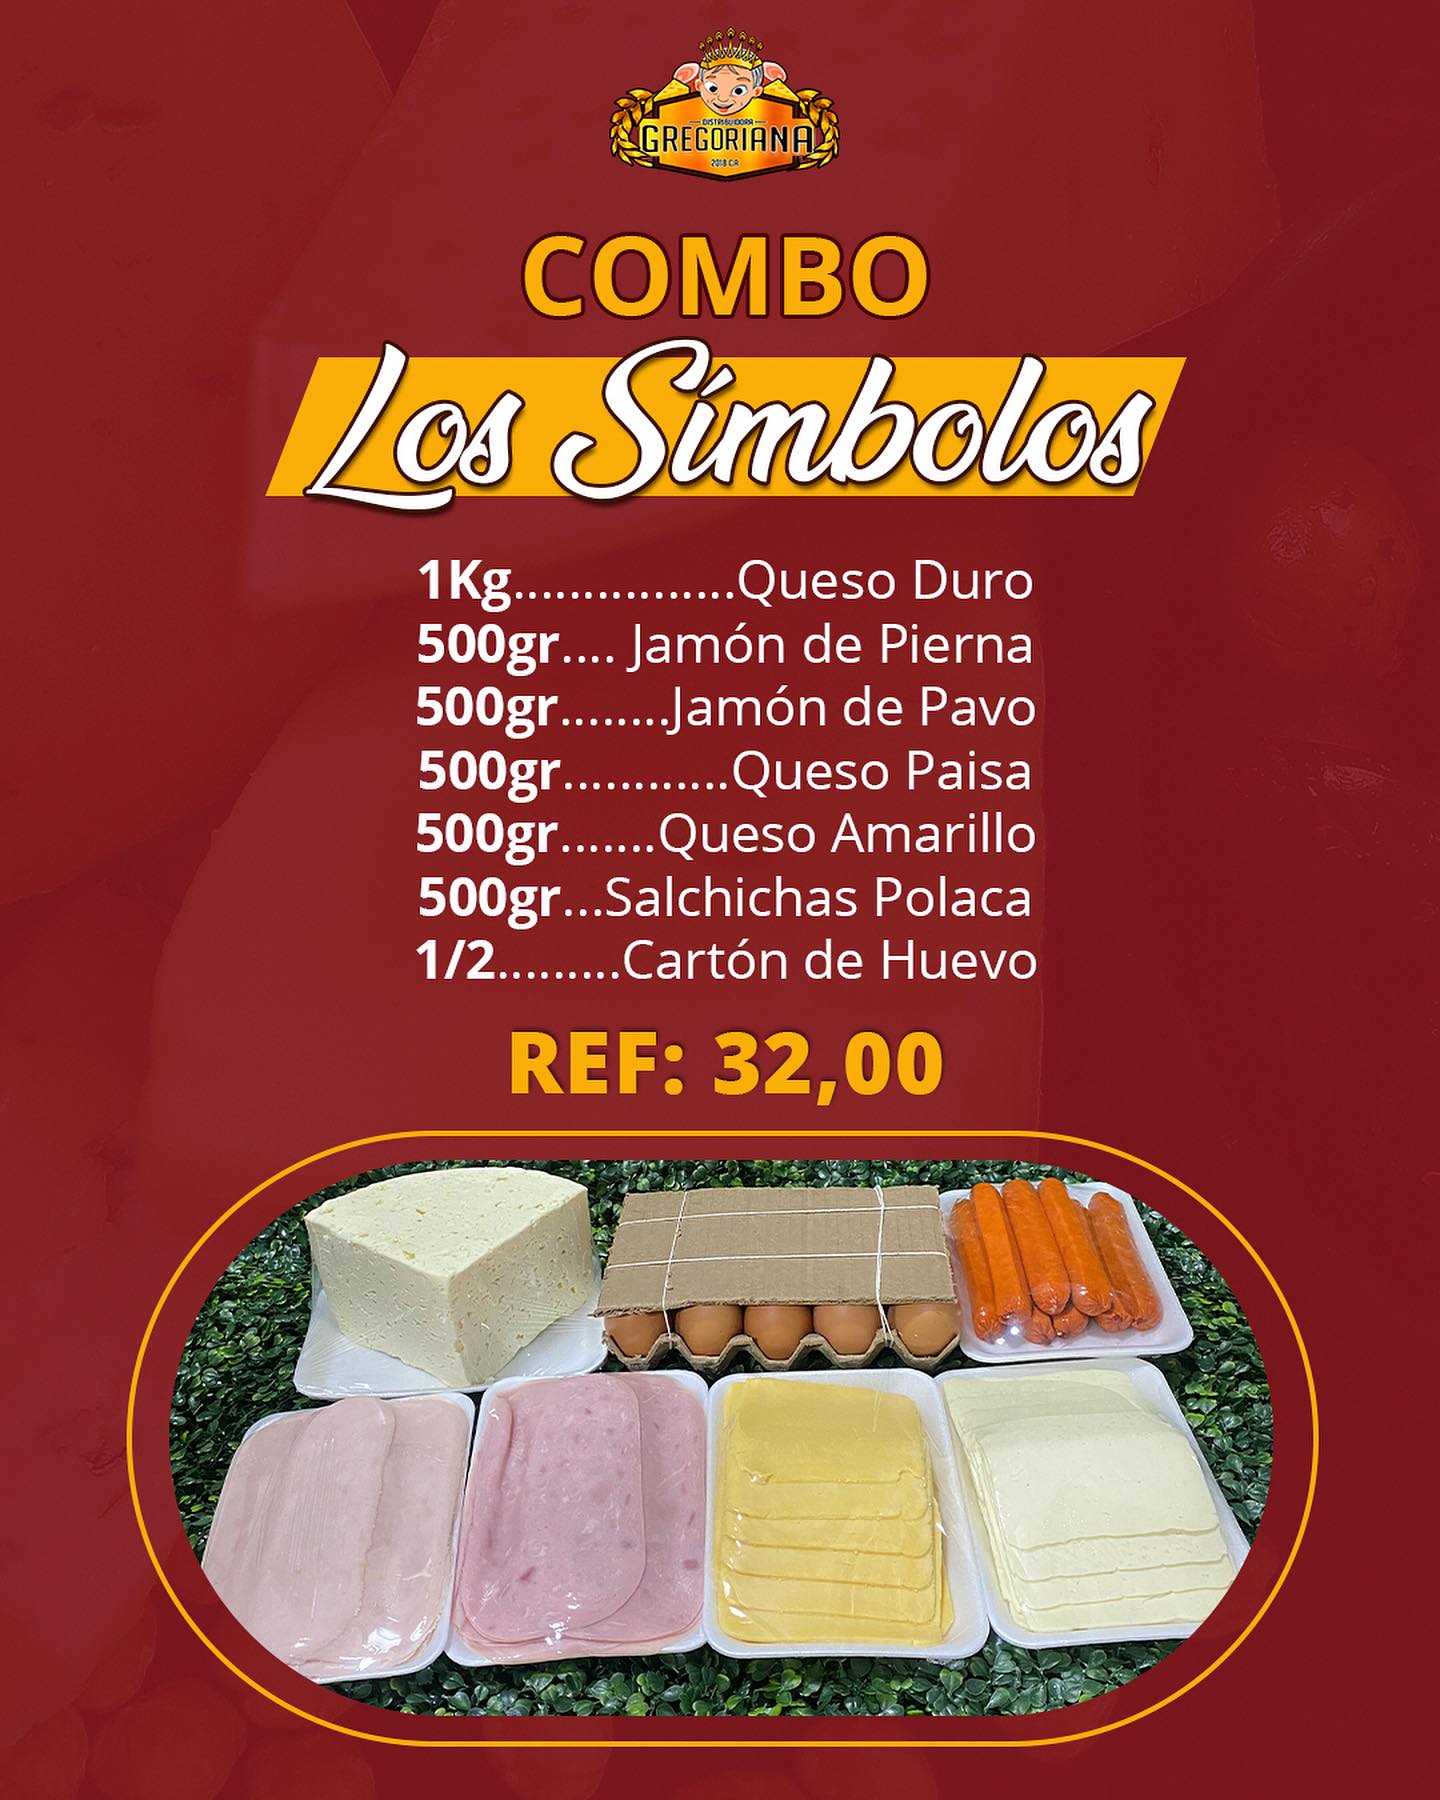 DISTRIBUIDORA
GREGORIANA
2018 C.A
COMBO
Los Símbolos
1Kg................Queso Duro
500gr.... Jamón de Pierna
500gr........Jamón de Pavo
500gr............Queso Paisa
500gr.......Queso Amarillo
500gr...Salchichas Polaca
1/2.........Cartón de Huevo
REF: 32,00